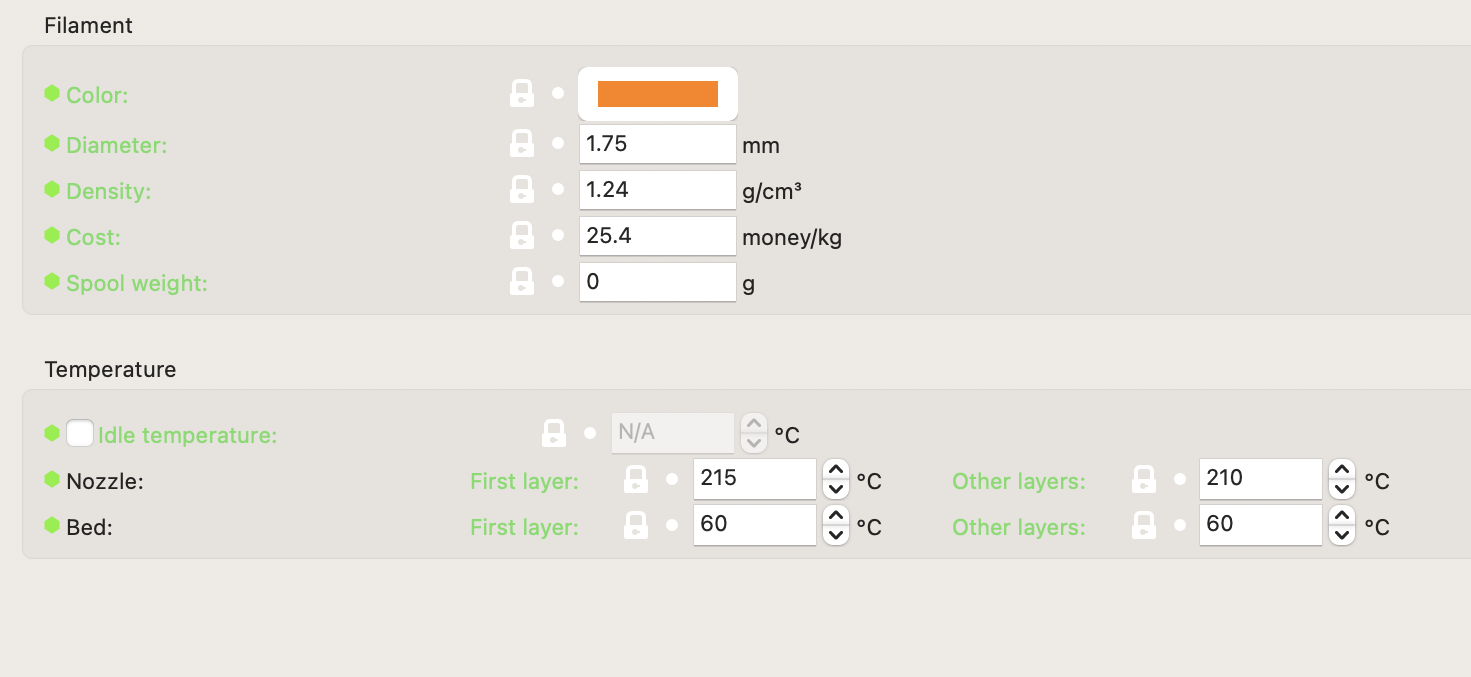 Filament
Color:
Diameter: 1.75 mm
Density: 1.24 g/cm³
Cost: 25.4 money/kg
Spool weight: 0 g
Temperature
Idle temperature: N/A °C
Nozzle: First layer: 215 °C Other layers: 210 °C
Bed: First layer: 60 °C Other layers: 60 °C